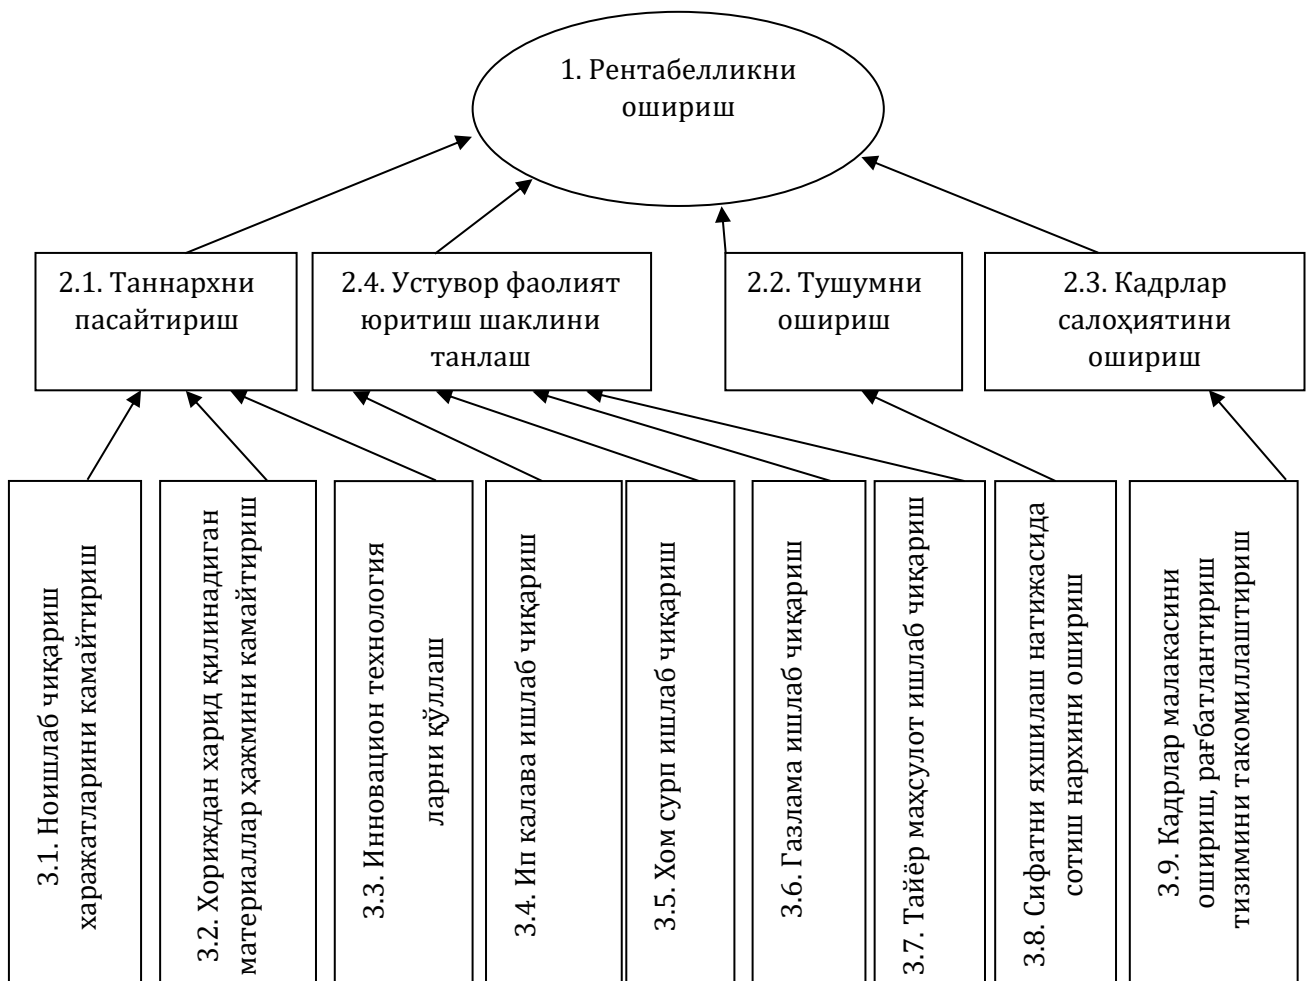 1. Рентабелликни
ошириш
2.1. Таннархни
пасайтириш
2.4. Устувор фаолият
юритиш шаклини
танлаш
2.2. Тушумни
ошириш
2.3. Кадрлар
салоҳиятини
ошириш
3.1. Ноишлаб чиқариш
харажатларини камайтириш
3.2. Хориждан харид қилинадиган
материаллар ҳажмини камайтириш
3.3. Инновацион технология
ларни қўллаш
3.4. Ип калава ишлаб чиқариш
3.5. Хом сурп ишлаб чиқариш
3.6. Газлама ишлаб чиқариш
3.7. Тайёр маҳсулот ишлаб чиқариш
3.8. Сифатни яхшилаш натижасида
сотиш нархини ошириш
3.9. Кадрлар малакасини
ошириш, рағбатлантириш
тизимини такомиллаштириш